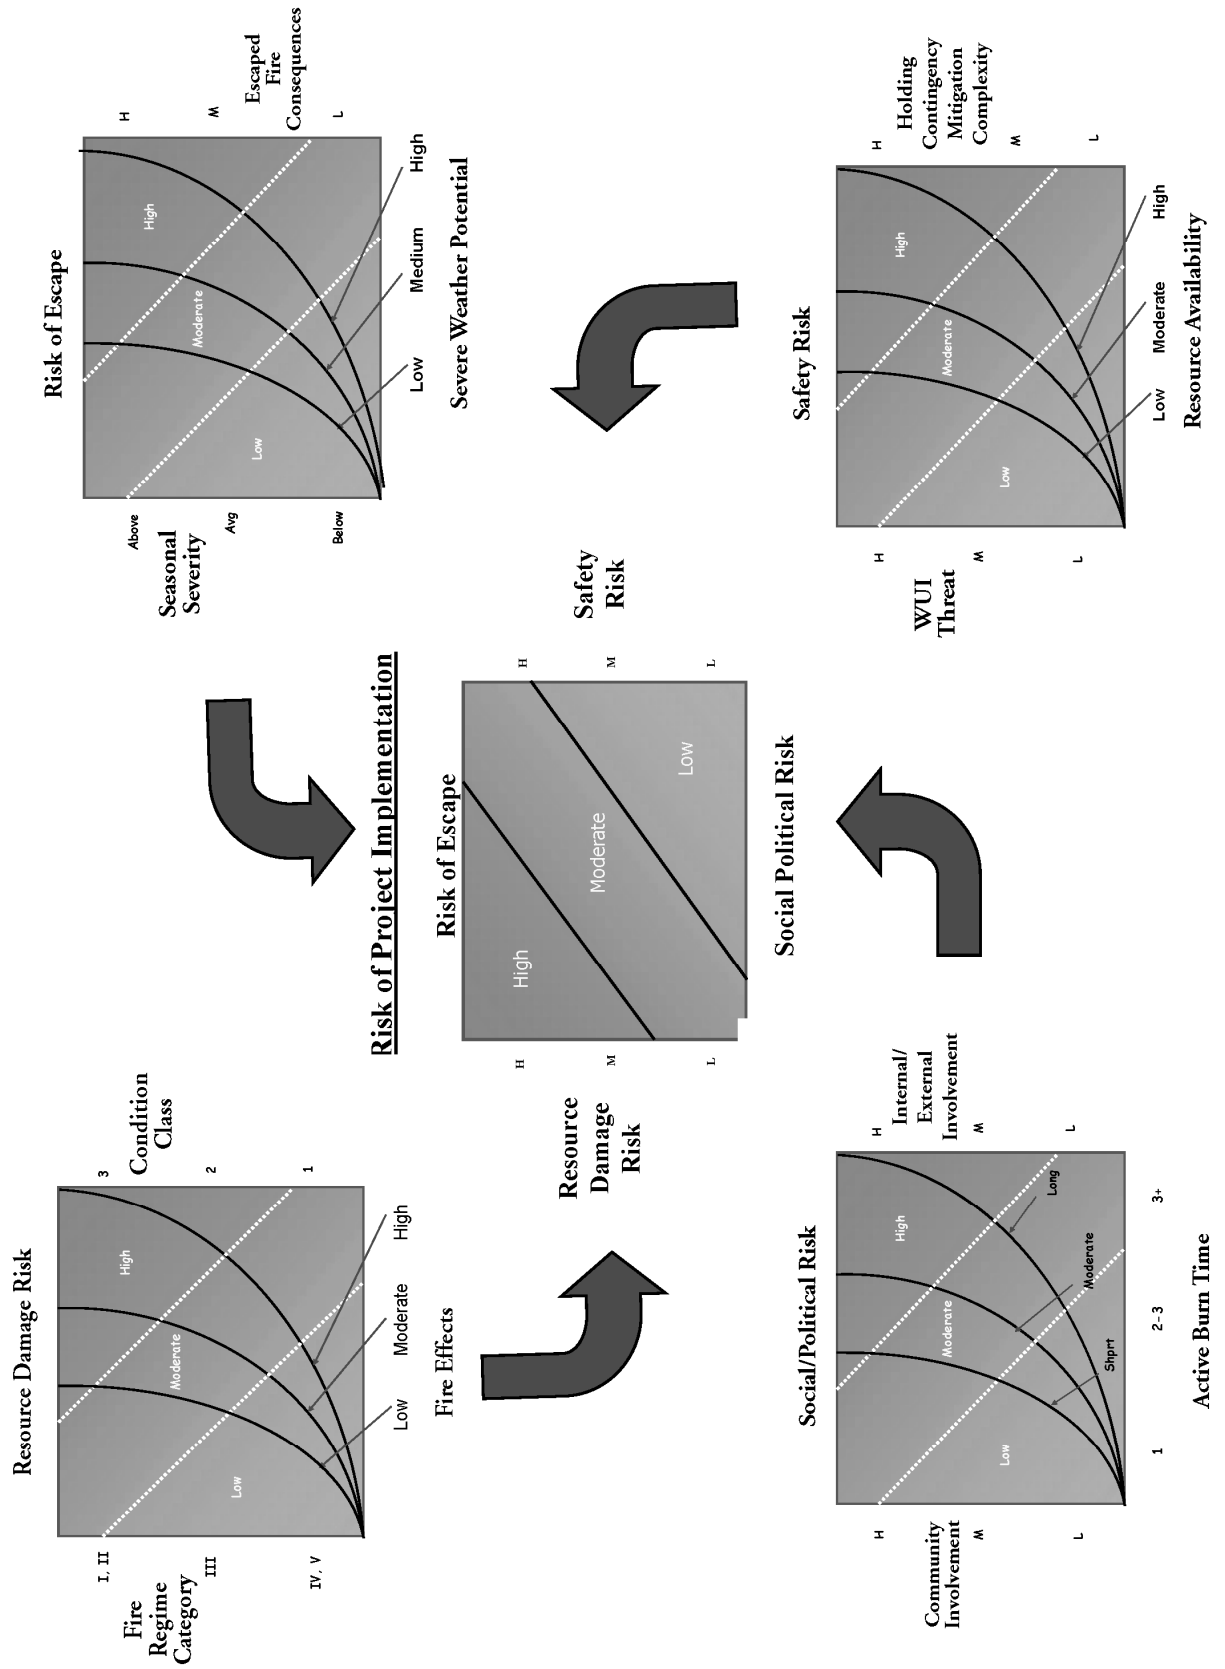 Resource Damage Risk
Fire
Regime
Category
I, II
III
IV, V
High
Moderate
Low
3
2
1
Condition
Class
Low
Moderate
High
Fire Effects
Risk of Escape
Seasonal
Severity
Above
Avg
Below
High
Moderate
Low
H
M
L
Escaped
Fire
Consequences
Low
Medium
High
Severe Weather Potential
Risk of Project Implementation
Risk of Escape
Resource
Damage
Risk
H
M
L
High
Moderate
Low
H
M
L
Safety
Risk
Social Political Risk
Social/Political Risk
Community
Involvement
H
M
L
High
Moderate
Low
Shprt
Moderate
Long
H
M
L
Internal/
External
Involvement
1
2-3
3+
Active Burn Time
Safety Risk
WUI
Threat
H
M
L
High
Moderate
Low
H
M
L
Holding
Contingency
Mitigation
Complexity
Low
Moderate
High
Resource Availability